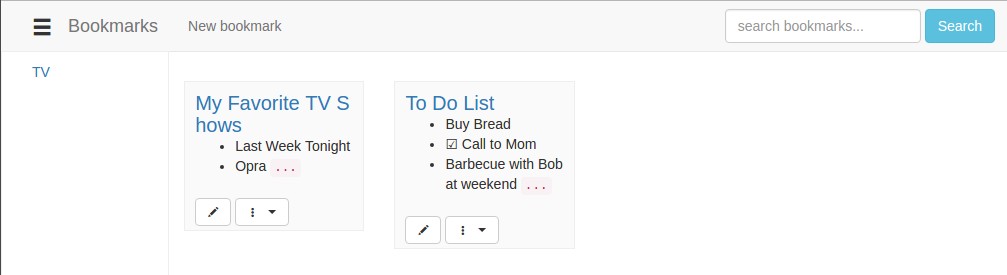 Bookmarks New bookmark search bookmarks... Search
TV
My Favorite TV S
hows
Last Week Tonight
Opra ...
To Do List
Buy Bread
☑ Call to Mom
Barbecue with Bob
at weekend ...